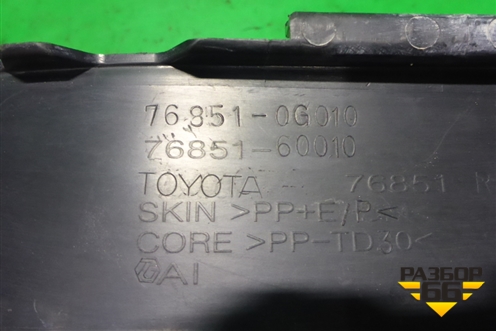 76851-0G010
76851-60010
TOYOTA 76851
SKIN >PP+E/P<
CORE >PP-TD30<
AI
РАЗБОР
66